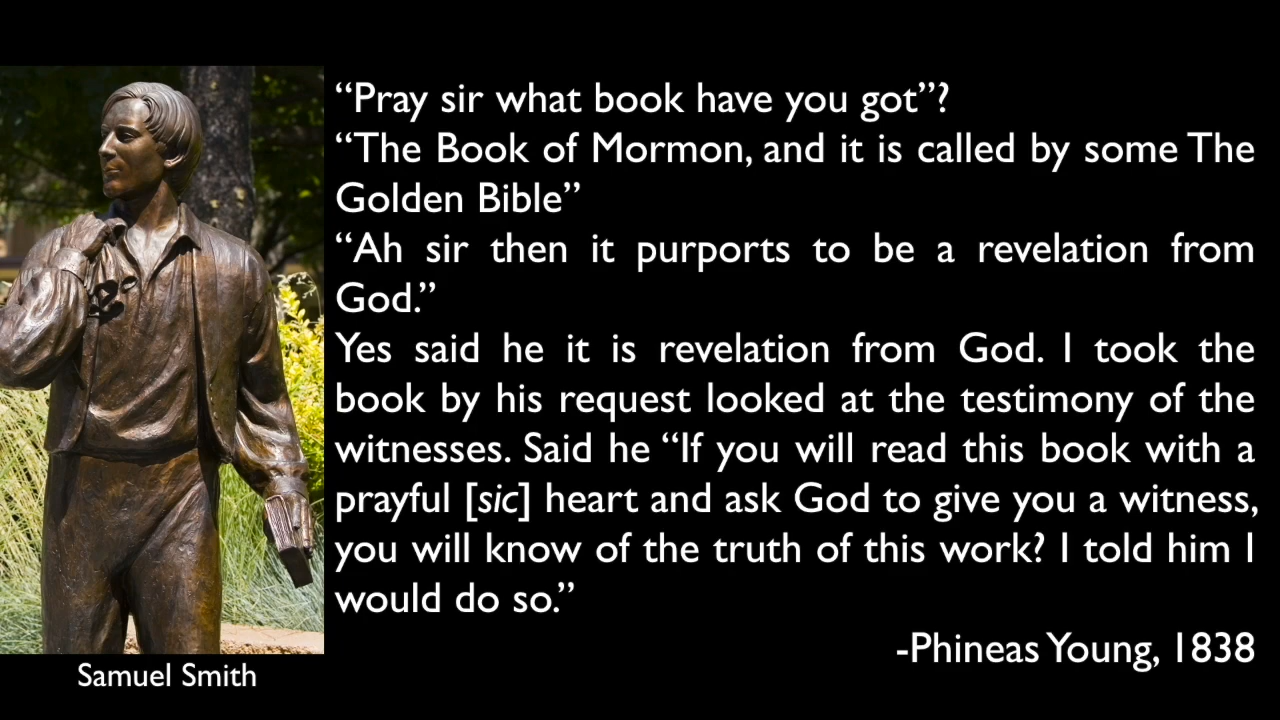 “Pray sir what book have you got”?
“The Book of Mormon, and it is called by some The
Golden Bible”
“Ah sir then it purports to be a revelation from
God.”
Yes said he it is revelation from God. I took the
book by his request looked at the testimony of the
witnesses. Said he “If you will read this book with a
prayful [sic] heart and ask God to give you a witness,
you will know of the truth of this work? I told him I
would do so.”
-Phineas Young, 1838
Samuel Smith